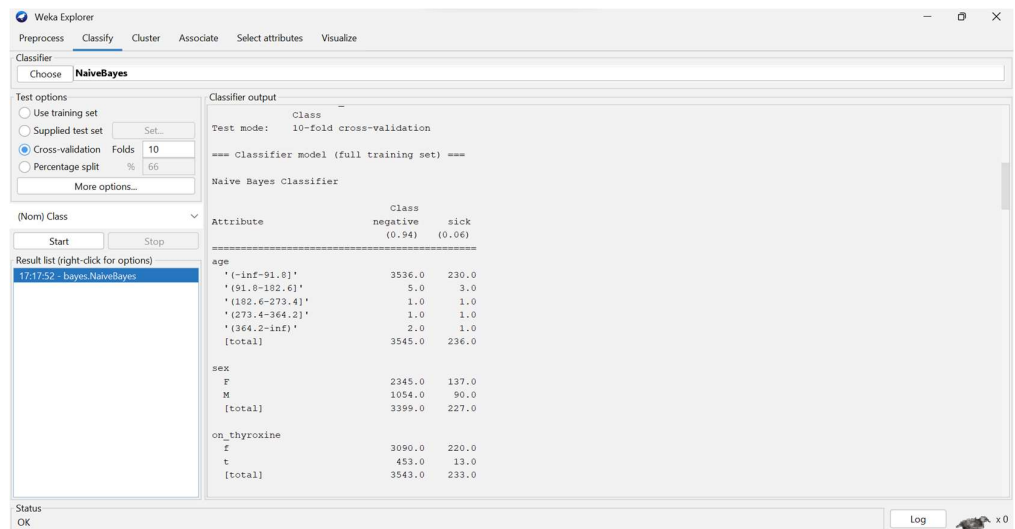 Weka Explorer
Preprocess Classify Cluster Associate Select attributes Visualize
Classifier
Choose NaiveBayes
Test options
Use training set
Supplied test set Set...
Cross-validation Folds 10
Percentage split % 66
More options...
(Nom) Class
Start Stop
Result list (right-click for options)
17:17:52 - bayes.NaiveBayes
Classifier output
Class
Test mode: 10-fold cross-validation
=== Classifier model (full training set) ===
Naive Bayes Classifier
Class
Attribute negative sick
(0.94) (0.06)
===============================================
age
'(-inf-91.8]' 3536.0 230.0
'(91.8-182.6]' 5.0 3.0
'(182.6-273.4]' 1.0 1.0
'(273.4-364.2]' 1.0 1.0
'(364.2-inf)' 2.0 1.0
[total] 3545.0 236.0
sex
F 2345.0 137.0
M 1054.0 90.0
[total] 3399.0 227.0
on_thyroxine
f 3090.0 220.0
t 453.0 13.0
[total] 3543.0 233.0
Status
OK
Log x 0